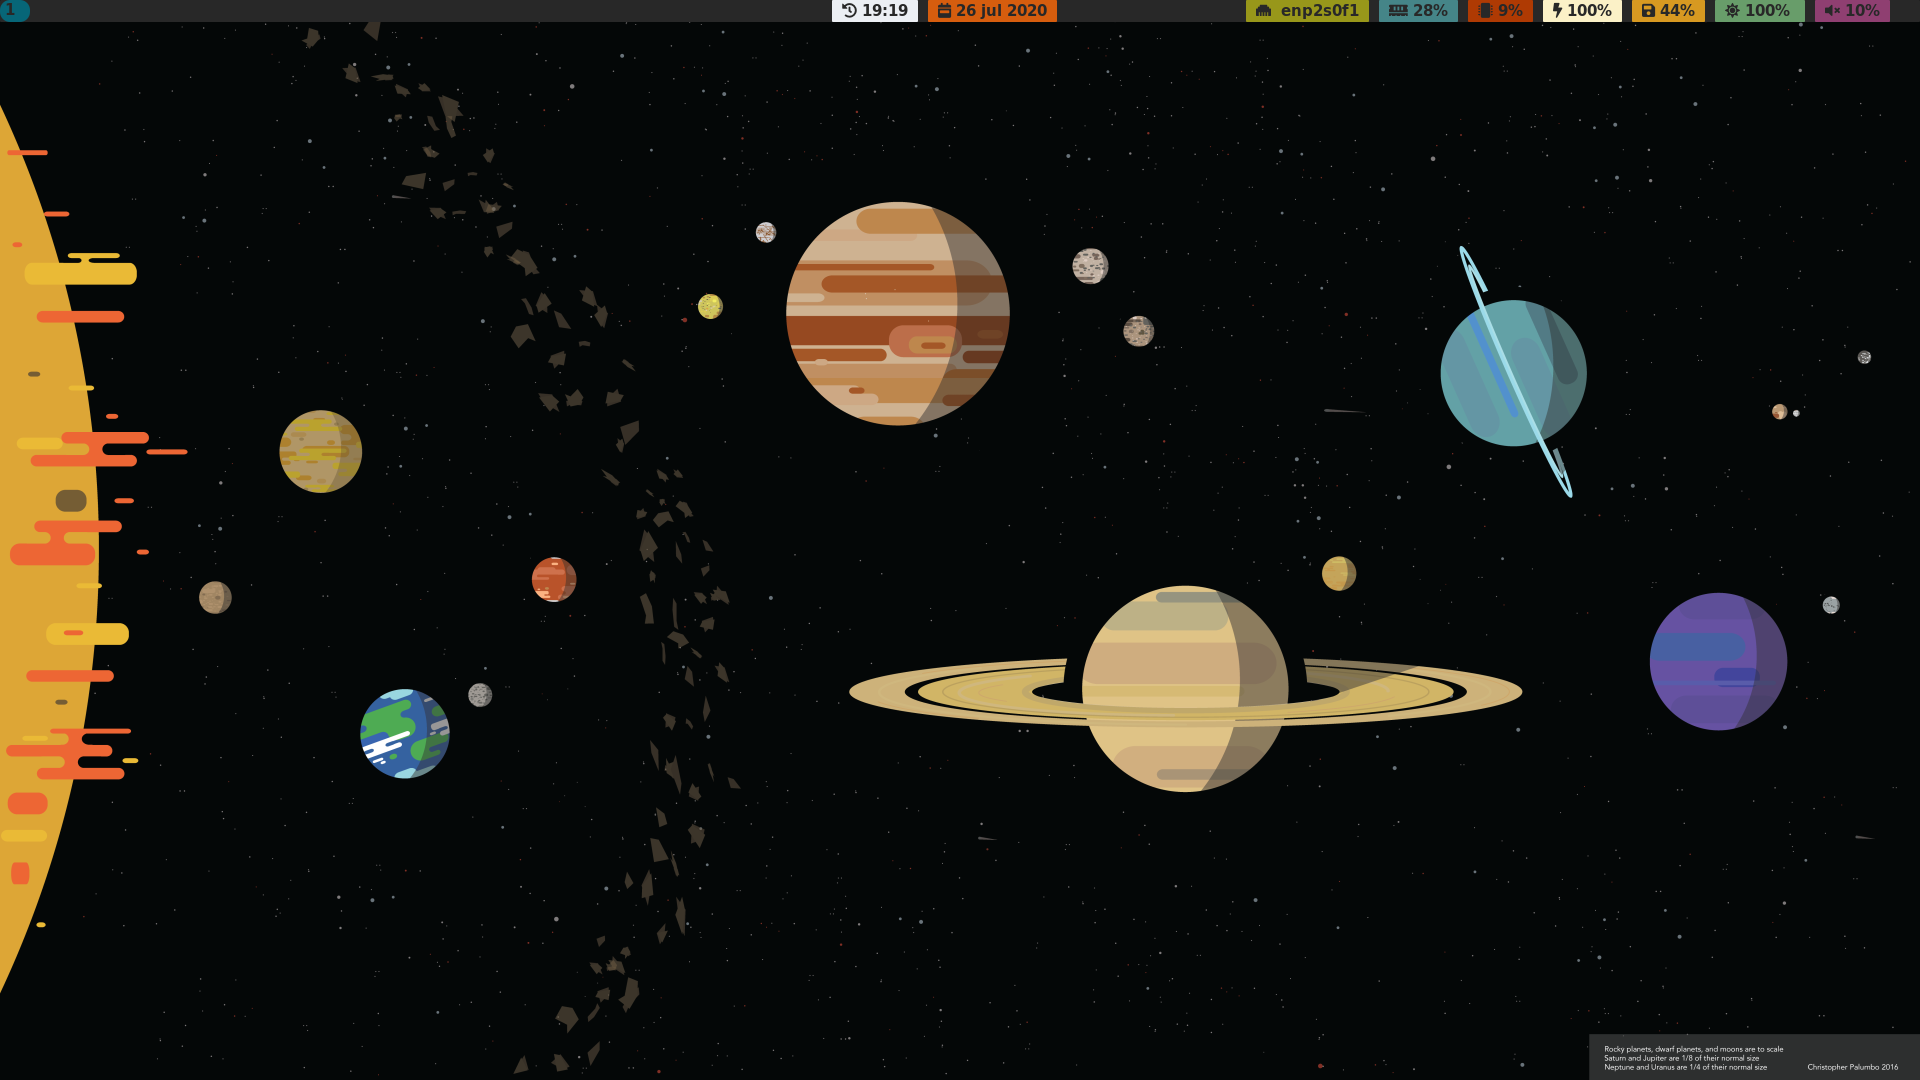 1 19:19 26 jul 2020 enp2s0f1 28% 9% 100% 44% 100% 10%
Rocky planets, dwarf planets, and moons are to scale
Saturn and Jupiter are 1/8 of their normal size
Neptune and Uranus are 1/4 of their normal size Christopher Palumbo 2016